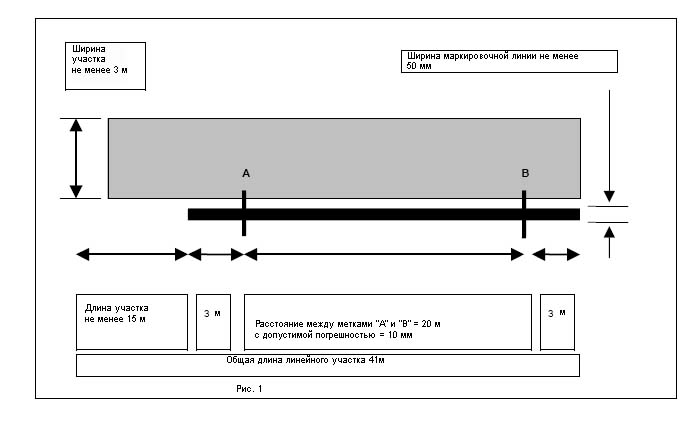 Ширина
участка
не менее 3 м
Ширина маркировочной линии не менее
50 мм
А
В
Длина участка
не менее 15 м
3 м
Расстояние между метками "А" и "В" = 20 м
с допустимой погрешностью = 10 мм
3 м
Общая длина линейного участка 41м
Рис. 1